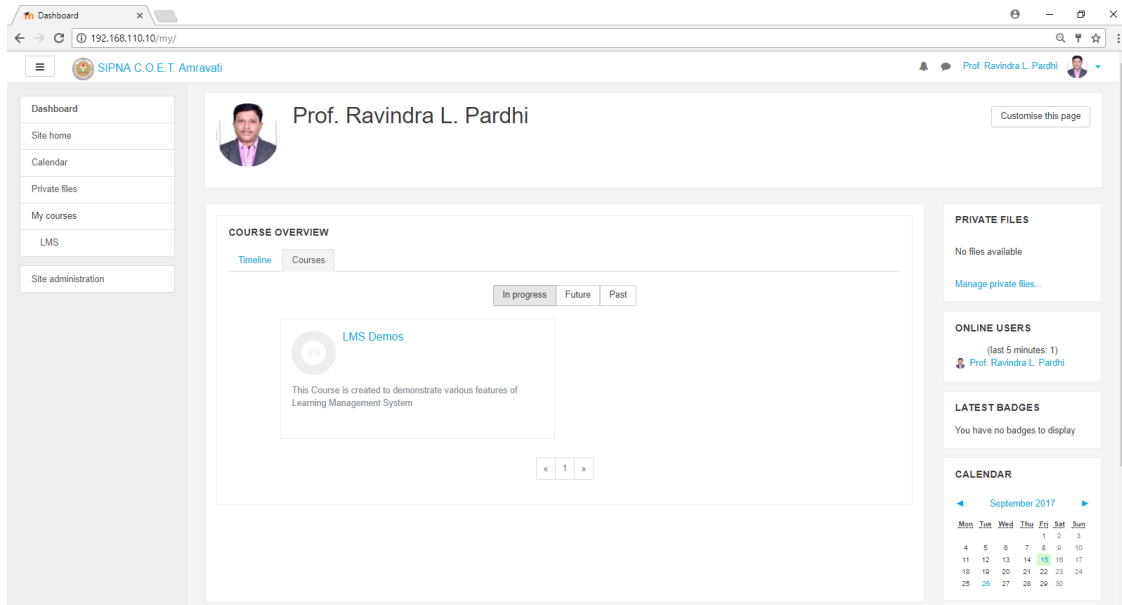 Dashboard
192.168.110.10/my/
SIPNA C.O.E.T. Amravati
Prof. Ravindra L. Pardhi
Dashboard
Site home
Calendar
Private files
My courses
LMS
Site administration
Prof. Ravindra L. Pardhi
Customise this page
COURSE OVERVIEW
Timeline Courses
In progress Future Past
0%
LMS Demos
This Course is created to demonstrate various features of
Learning Management System
« 1 »
PRIVATE FILES
No files available
Manage private files...
ONLINE USERS
(last 5 minutes: 1)
Prof. Ravindra L. Pardhi
LATEST BADGES
You have no badges to display
CALENDAR
◄ September 2017 ►
Mon Tue Wed Thu Fri Sat Sun
1 2 3
4 5 6 7 8 9 10
11 12 13 14 15 16 17
18 19 20 21 22 23 24
25 26 27 28 29 30